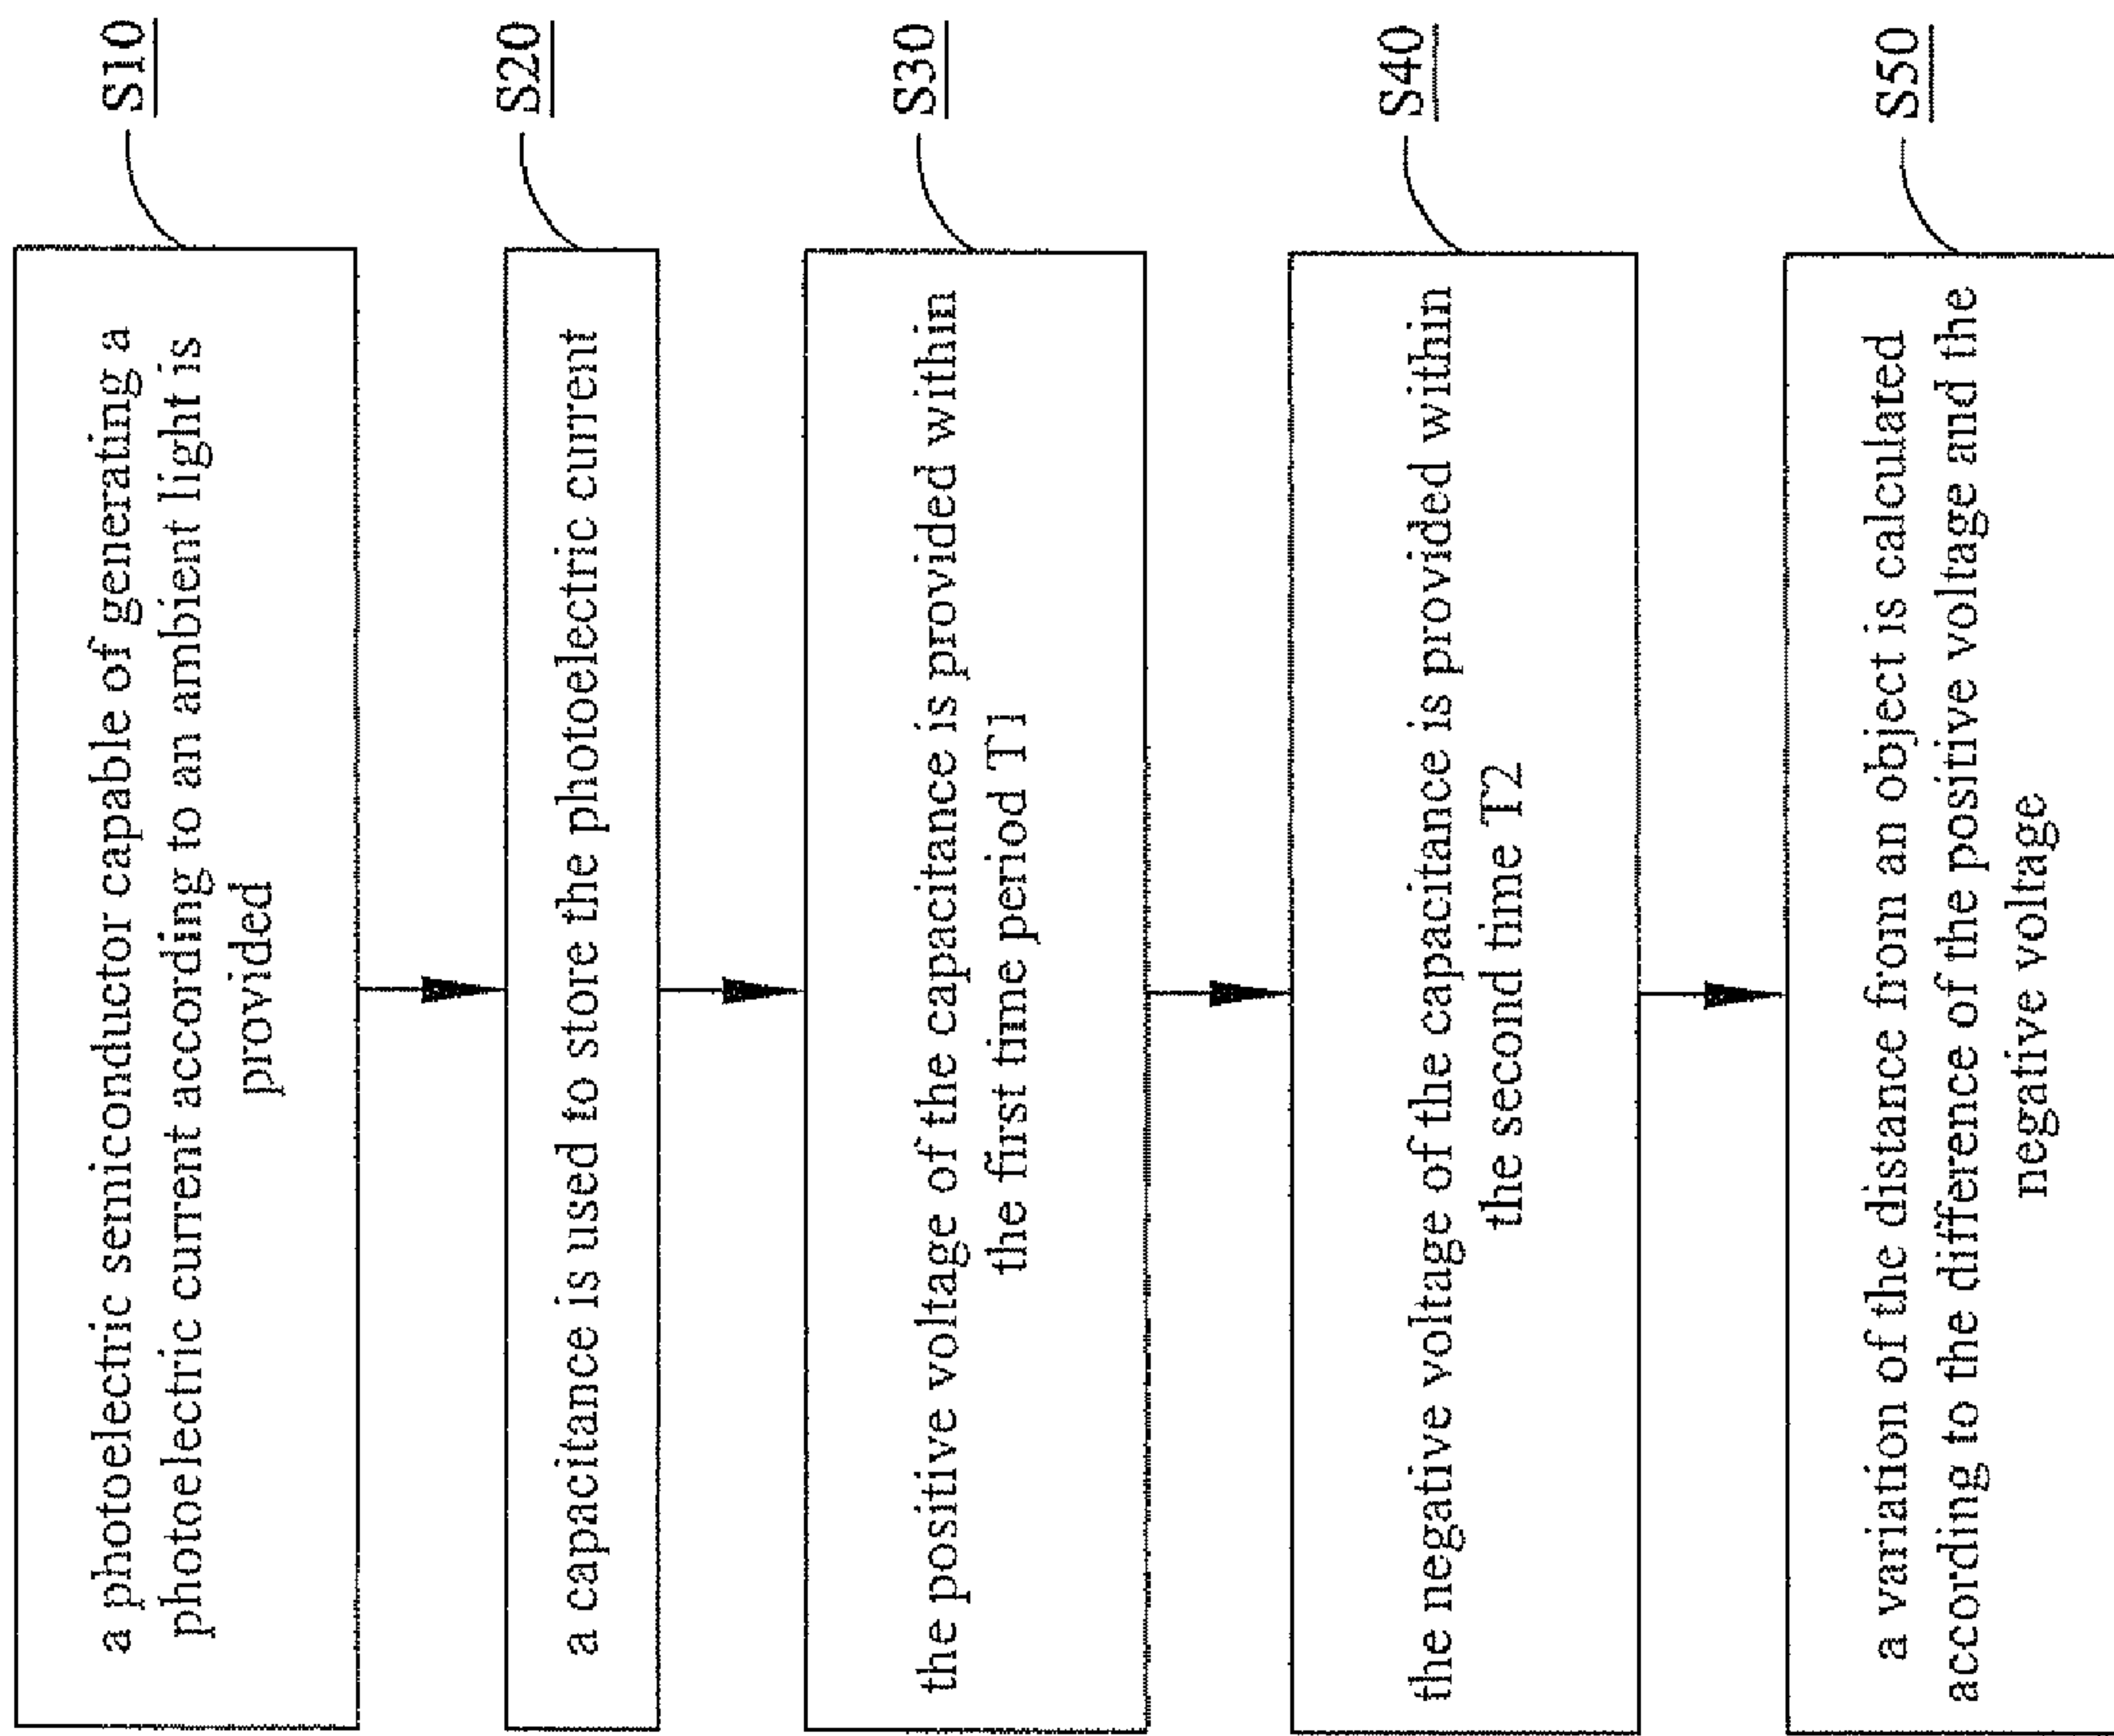 S10
a photoelectric semiconductor capable of generating a
photoelectric current according to an ambient light is
provided
S20
a capacitance is used to store the photoelectric current
S30
the positive voltage of the capacitance is provided within
the first time period T1
S40
the negative voltage of the capacitance is provided within
the second time T2
S50
a variation of the distance from an object is calculated
according to the difference of the positive voltage and the
negative voltage